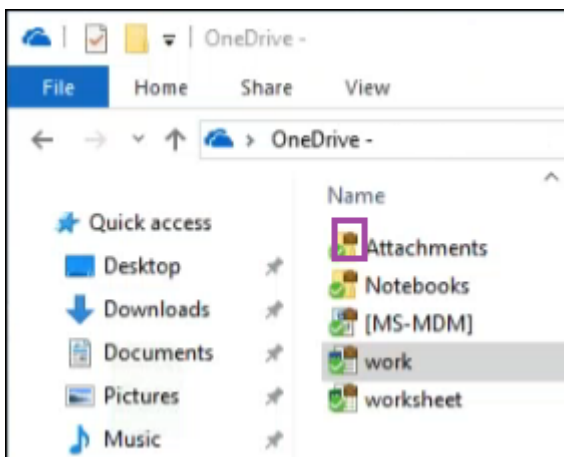 OneDrive -
File Home Share View
OneDrive -
Name
Quick access
Attachments
Desktop
Notebooks
Downloads
[MS-MDM]
Documents
work
Pictures
worksheet
Music